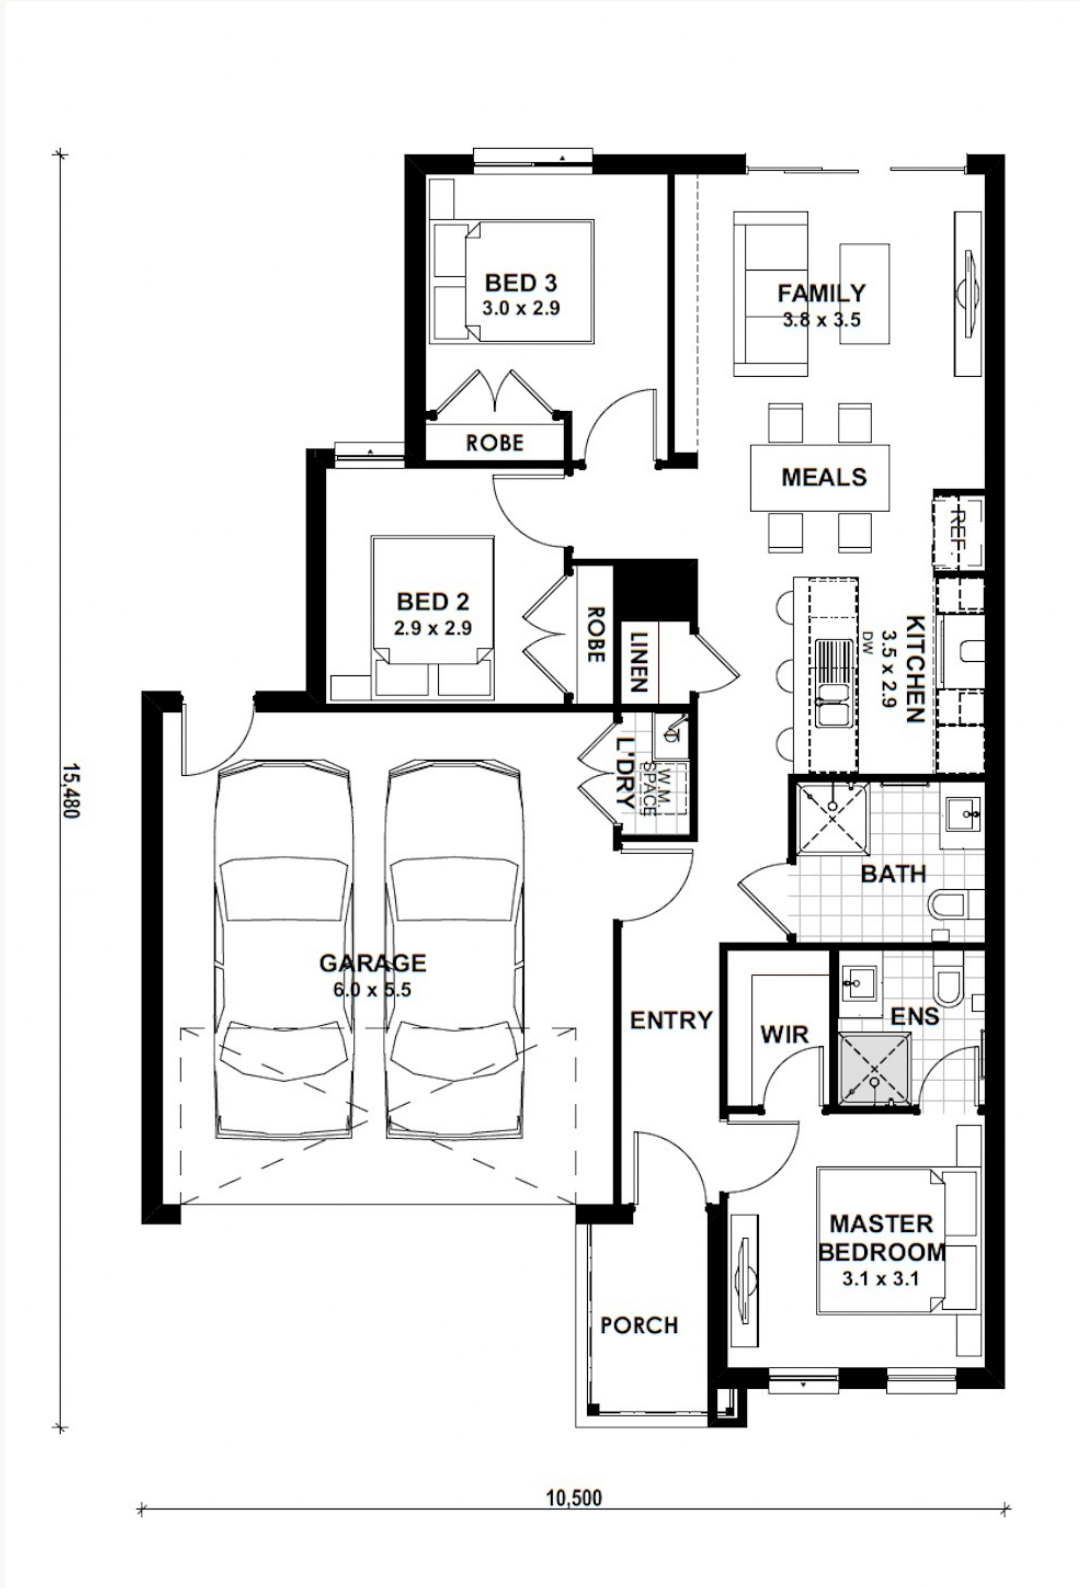 BED 3
3.0 x 2.9
FAMILY
3.8 x 3.5
ROBE
MEALS
REF.
BED 2
2.9 x 2.9
ROBE
LINEN
KITCHEN
3.5 x 2.9
DW
15,480
L'DRY
W.M.
SPACE
BATH
GARAGE
6.0 x 5.5
ENTRY
WIR
ENS
MASTER
BEDROOM
3.1 x 3.1
PORCH
10,500